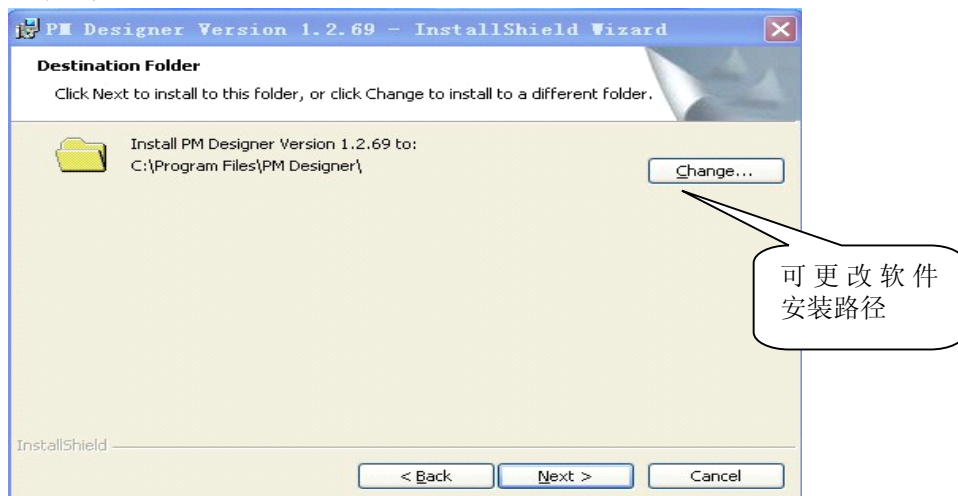 PM Designer Version 1.2.69 - InstallShield Wizard
Destination Folder
Click Next to install to this folder, or click Change to install to a different folder.
Install PM Designer Version 1.2.69 to:
C:\Program Files\PM Designer\
Change...
可更改软件
安装路径
InstallShield
< Back
Next >
Cancel